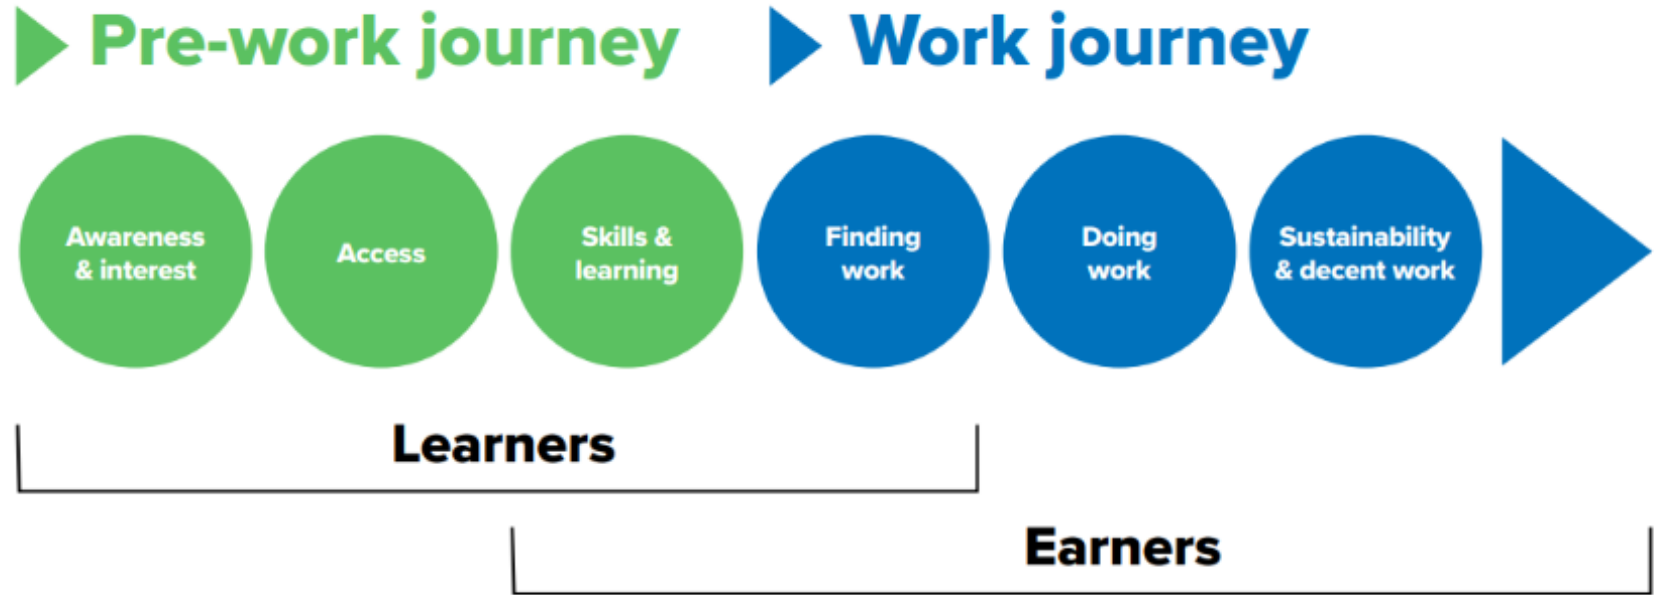 Pre-work journey
Work journey
Awareness
& interest
Access
Skills &
learning
Finding
work
Doing
work
Sustainability
& decent work
Learners
Earners